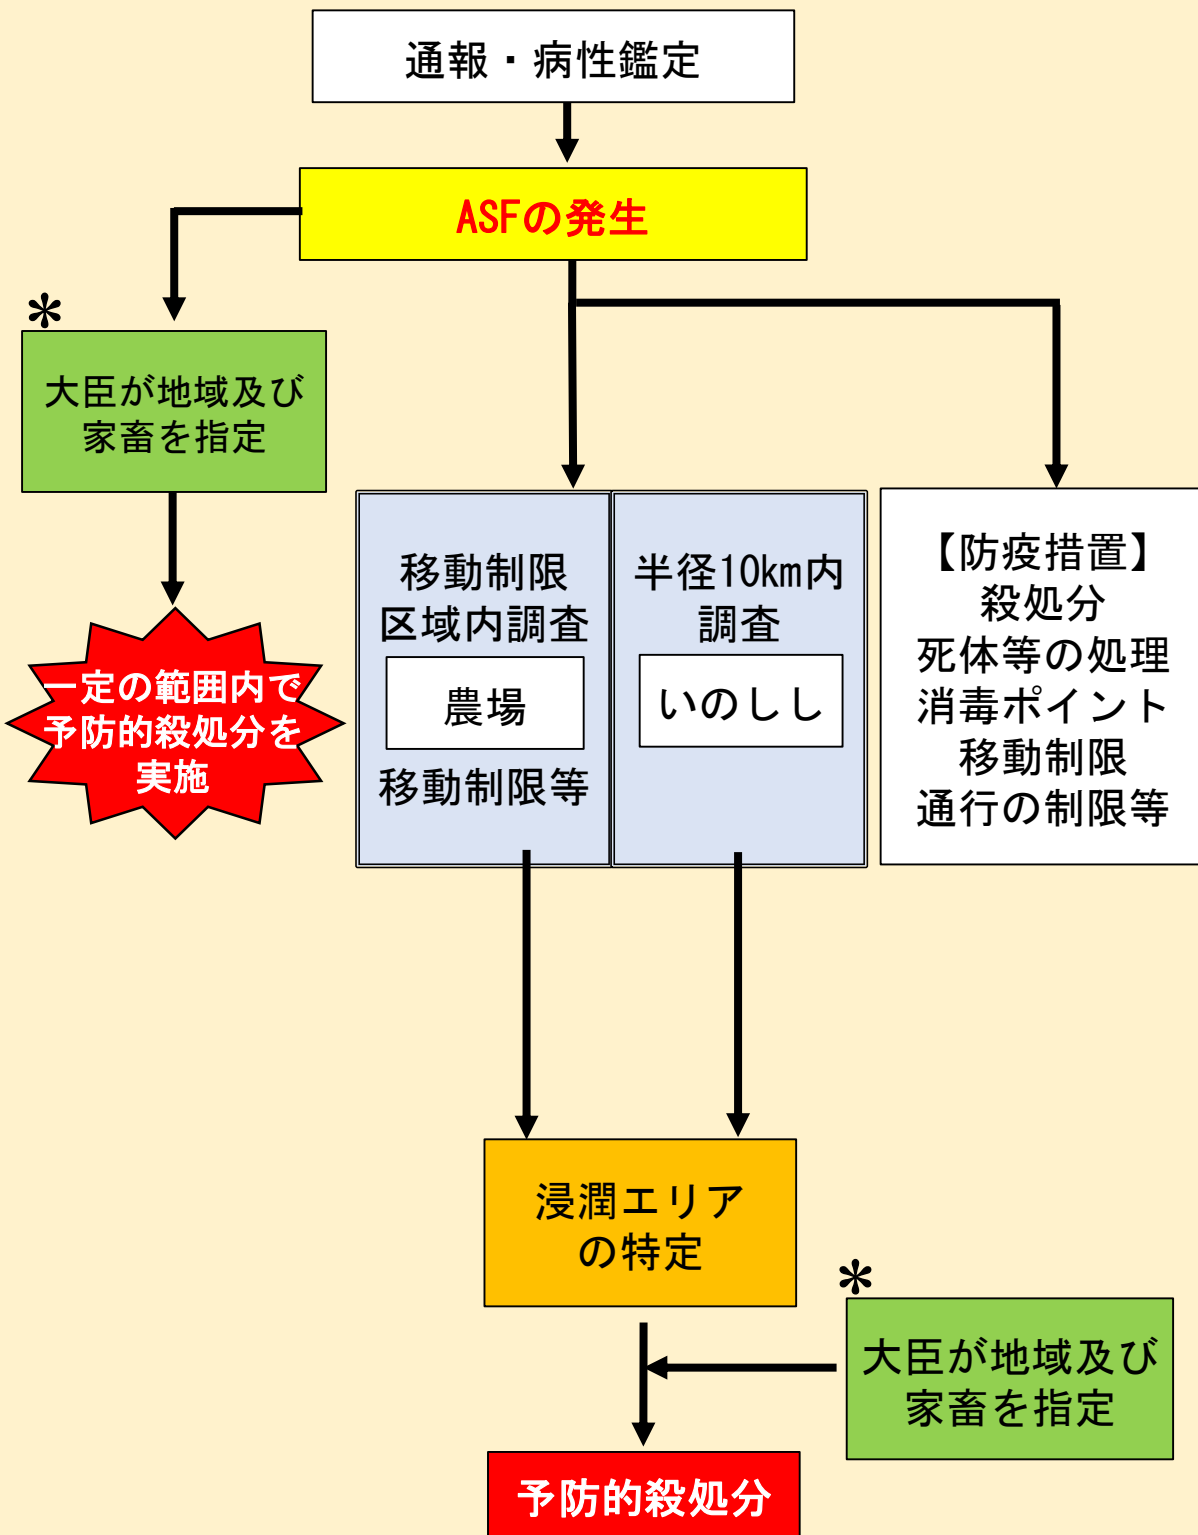 通報・病性鑑定
ASFの発生
*
大臣が地域及び
家畜を指定
一定の範囲内で
予防的殺処分を
実施
移動制限
区域内調査
農場
移動制限等
半径10km内
調査
いのしし
【防疫措置】
殺処分
死体等の処理
消毒ポイント
移動制限
通行の制限等
浸潤エリア
の特定
*
大臣が地域及び
家畜を指定
予防的殺処分